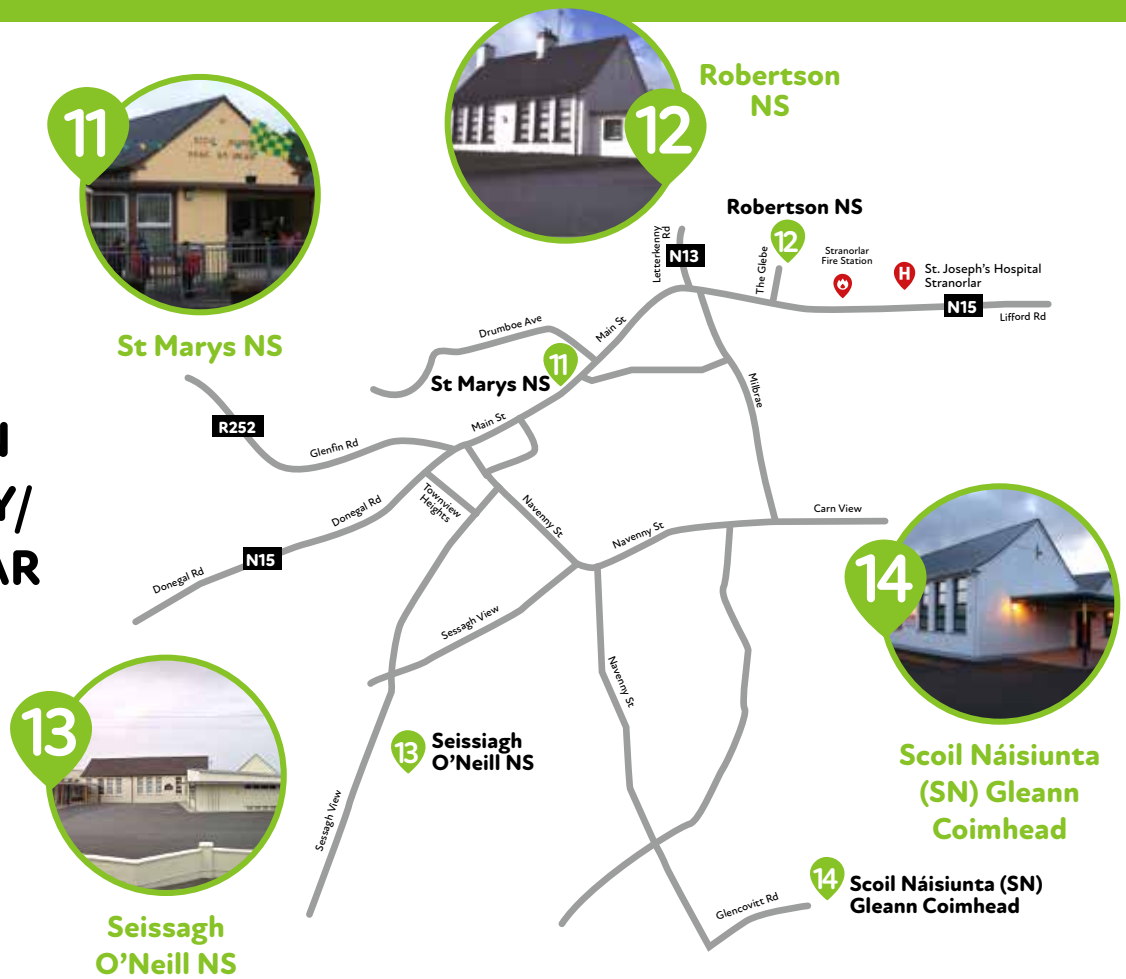 11
12
Robertson
NS
St Marys NS
Robertson NS
12
Letterkenny
Rd
N13
The Glebe
Stranorlar
Fire Station
H
St. Joseph's Hospital
Stranorlar
N15
Lifford Rd
Drumboe Ave
Main St
11
St Marys NS
Milbrae
R252
Main St
Glenfin Rd
Y/
AR
Donegal Rd
Townview
Heights
Navenny St
Navenny St
Carn View
N15
Donegal Rd
14
Sessagh View
Navenny St
13
13
Seissiagh
O'Neill NS
Scoil Náisiunta
(SN) Gleann
Coimhead
Sessagh View
14
Scoil Náisiunta (SN)
Gleann Coimhead
Glencovitt Rd
Seissagh
O'Neill NS